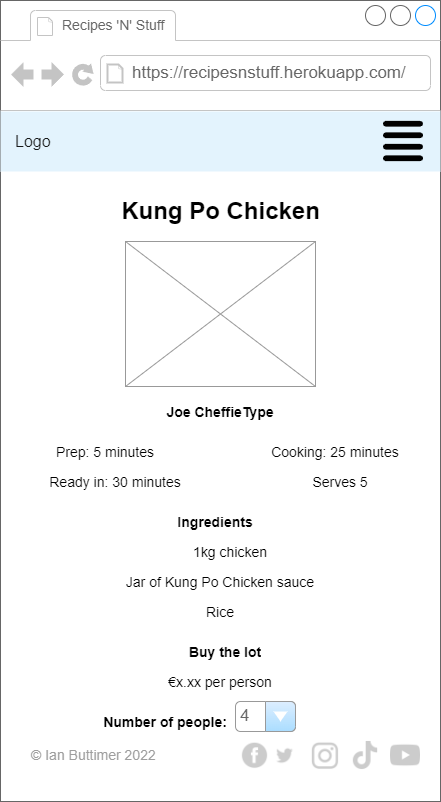 Recipes 'N' Stuff
https://recipesnstuff.herokuapp.com/
Logo
Kung Po Chicken
Joe CheffieType
Prep: 5 minutes
Cooking: 25 minutes
Ready in: 30 minutes
Serves 5
Ingredients
1kg chicken
Jar of Kung Po Chicken sauce
Rice
Buy the lot
€x.xx per person
Number of people: 4
© Ian Buttimer 2022